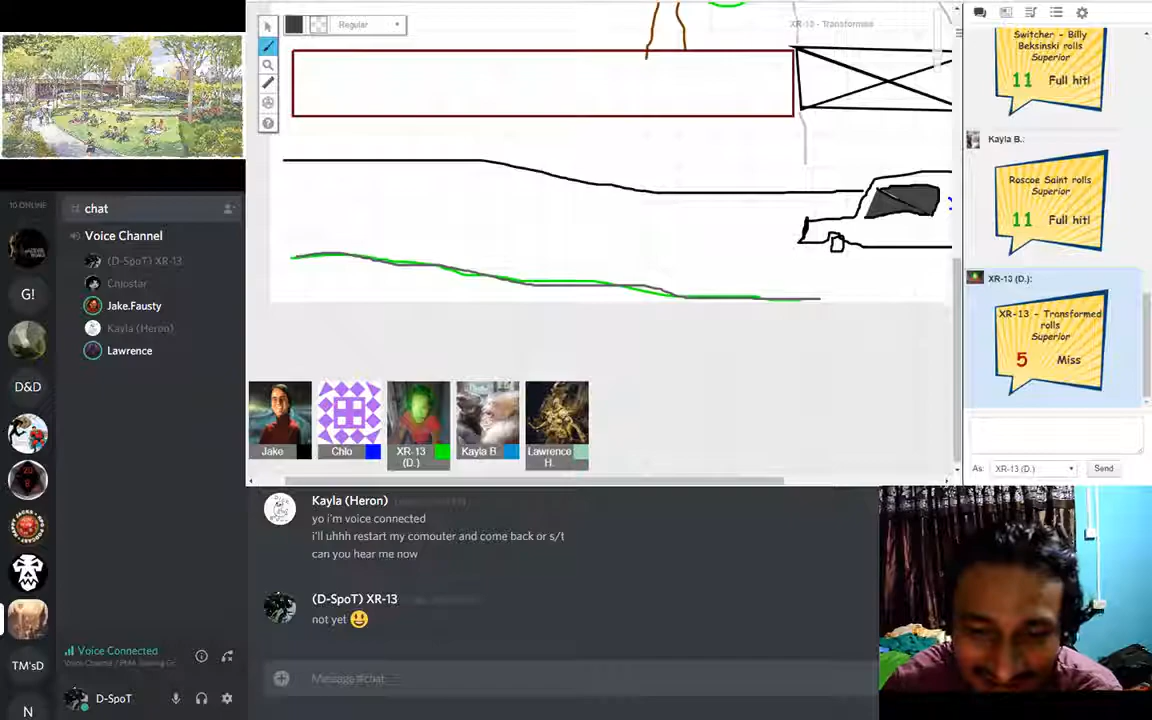 10 ONLINE
G!
D&D
TM'sD
N
chat
Voice Channel
(D-SpoT) XR-13
Cnjostar
Jake.Fausty
Kayla (Heron)
Lawrence
Voice Connected
D-SpoT
Regular
XR-13 - Transformed
Jake
Chlo
XR-13
(D.)
Kayla B.
Lawrence
H.
Kayla (Heron)
yo i'm voice connected
i'll uhhh restart my comouter and come back or s/t
can you hear me now
(D-SpoT) XR-13
not yet 😃
Message #chat
Switcher - Billy
Beksinski rolls
Superior
11 Full hit!
Kayla B.:
Roscoe Saint rolls
Superior
11 Full hit!
XR-13 (D.):
XR-13 - Transformed
rolls
Superior
5 Miss
As: XR-13 (D.)
Send